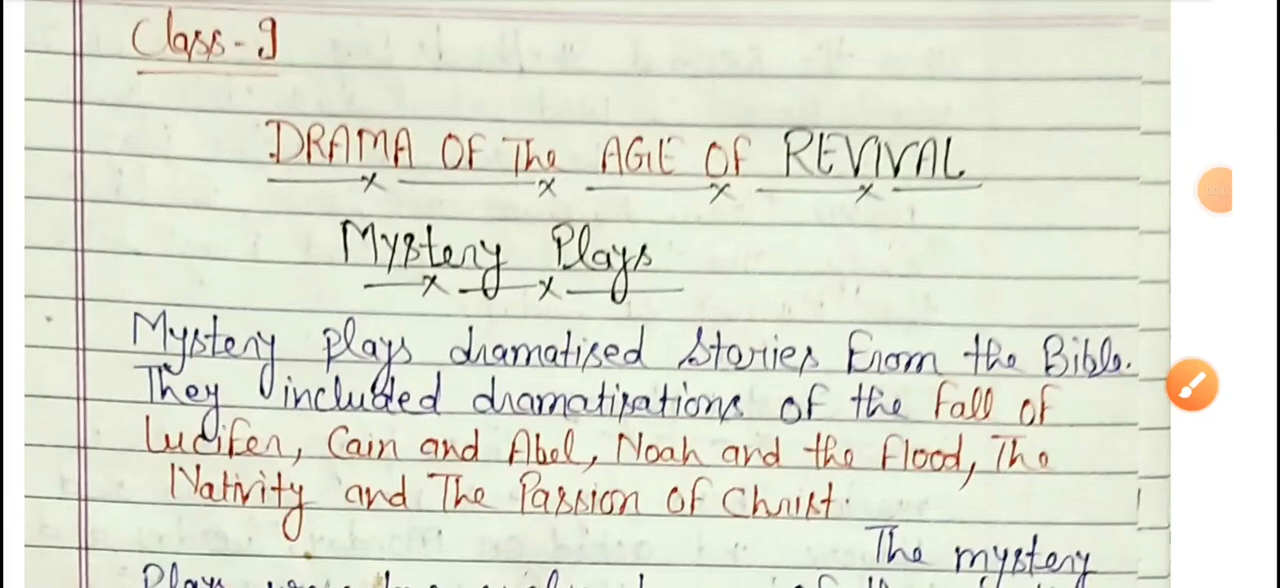 Class-9
DRAMA OF The AGE OF REVIVAL
Mystery Plays
Mystery plays dramatised stories from the Bible.
They included dramatisations of the fall of
Lucifer, Cain and Abel, Noah and the flood, The
Nativity and The Passion of Christ.
The mystery